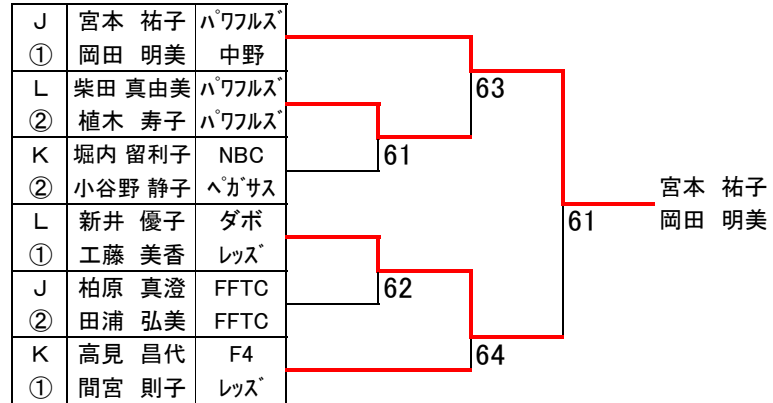 J 宮本 祐子 ﾊﾟﾜﾌﾙｽﾞ
① 岡田 明美 中野
L 柴田 真由美 ﾊﾟﾜﾌﾙｽﾞ
63
② 植木 寿子 ﾊﾟﾜﾌﾙｽﾞ
K 堀内 留利子 NBC
61
② 小谷野 静子 ﾍﾟｶﾞｻｽ
宮本 祐子
L 新井 優子 ダボ
61
岡田 明美
① 工藤 美香 ﾚｯｽﾞ
J 柏原 真澄 FFTC
62
② 田浦 弘美 FFTC
K 高見 昌代 F4
64
① 間宮 則子 ﾚｯｽﾞ